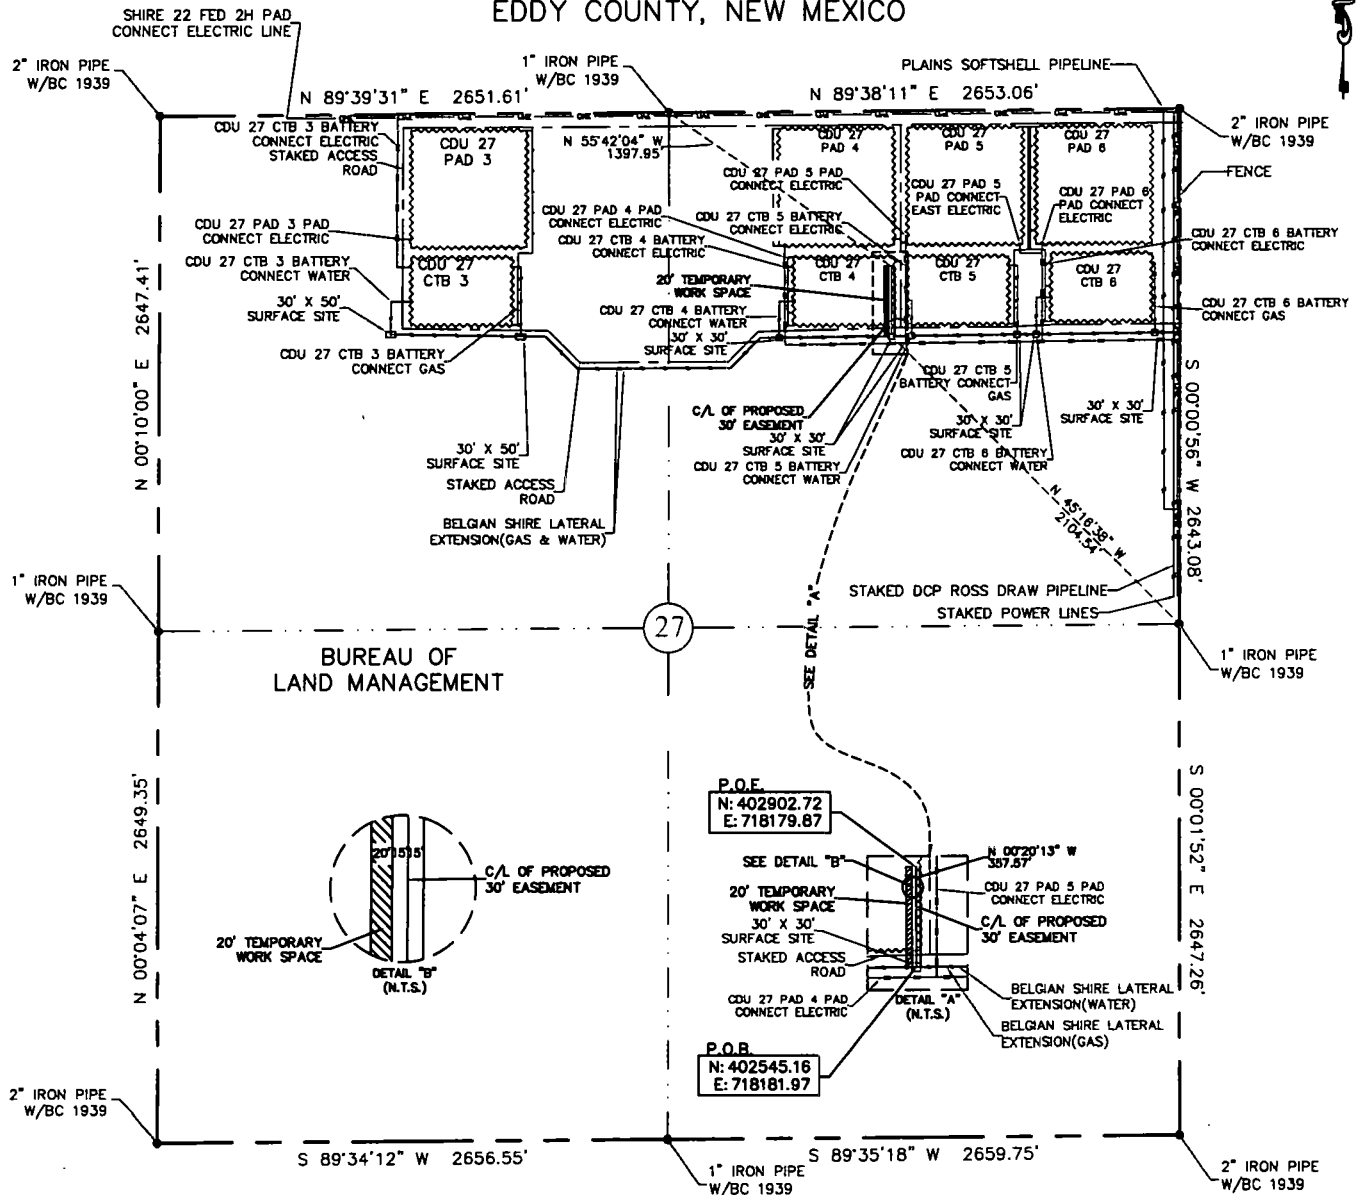 EDDY COUNTY, NEW MEXICO
SHIRE 22 FED 2H PAD
CONNECT ELECTRIC LINE
2" IRON PIPE
W/BC 1939
1" IRON PIPE
W/BC 1939
PLAINS SOFTSHELL PIPELINE
N 89°39'31" E 2651.61'
N 89°38'11" E 2653.06'
2" IRON PIPE
W/BC 1939
FENCE
CDU 27 CTB 3 BATTERY
CONNECT ELECTRIC
STAKED ACCESS
ROAD
CDU 27
PAD 3
N 55°42'04" W
1397.95'
CDU 27
PAD 4
CDU 27
PAD 5
CDU 27
PAD 6
CDU 27 PAD 5 PAD
CONNECT ELECTRIC
CDU 27 PAD 5
PAD CONNECT
EAST ELECTRIC
CDU 27 PAD 6
PAD CONNECT
ELECTRIC
CDU 27 PAD 3 PAD
CONNECT ELECTRIC
CDU 27 PAD 4 PAD
CONNECT ELECTRIC
CDU 27 CTB 5 BATTERY
CONNECT ELECTRIC
CDU 27 CTB 4 BATTERY
CONNECT ELECTRIC
CDU 27 CTB 6 BATTERY
CONNECT ELECTRIC
CDU 27 CTB 3 BATTERY
CONNECT WATER
CDU 27
CTB 3
CDU 27
CTB 4
CDU 27
CTB 5
CDU 27
CTB 6
20' TEMPORARY
WORK SPACE
30' X 50'
SURFACE SITE
CDU 27 CTB 4 BATTERY
CONNECT WATER
30' X 30'
SURFACE SITE
CDU 27 CTB 6 BATTERY
CONNECT GAS
CDU 27 CTB 3 BATTERY
CONNECT GAS
CDU 27 CTB 5
BATTERY CONNECT
GAS
N 00°10'00" E 2647.41'
S 00°00'56" W 2643.08'
C/L OF PROPOSED
30' EASEMENT
30' X 30'
SURFACE SITE
CDU 27 CTB 5 BATTERY
CONNECT WATER
30' X 30'
SURFACE SITE
CDU 27 CTB 6 BATTERY
CONNECT WATER
30' X 30'
SURFACE SITE
30' X 50'
SURFACE SITE
STAKED ACCESS
ROAD
BELGIAN SHIRE LATERAL
EXTENSION(GAS & WATER)
N 45°16'38" W
2104.54'
1" IRON PIPE
W/BC 1939
STAKED DCP ROSS DRAW PIPELINE
STAKED POWER LINES
27
SEE DETAIL "A"
BUREAU OF
LAND MANAGEMENT
1" IRON PIPE
W/BC 1939
N 00°04'07" E 2649.35'
S 00°01'52" E 2647.26'
P.O.E.
N: 402902.72
E: 718179.87
20'15'15'
C/L OF PROPOSED
30' EASEMENT
20' TEMPORARY
WORK SPACE
DETAIL "B"
(N.T.S.)
SEE DETAIL "B"
N 00°20'13" W
357.57'
20' TEMPORARY
WORK SPACE
CDU 27 PAD 5 PAD
CONNECT ELECTRIC
30' X 30'
SURFACE SITE
C/L OF PROPOSED
30' EASEMENT
STAKED ACCESS
ROAD
CDU 27 PAD 4 PAD
CONNECT ELECTRIC
DETAIL "A"
(N.T.S.)
BELGIAN SHIRE LATERAL
EXTENSION(WATER)
BELGIAN SHIRE LATERAL
EXTENSION(GAS)
P.O.B.
N: 402545.16
E: 718181.97
2" IRON PIPE
W/BC 1939
S 89°34'12" W 2656.55'
1" IRON PIPE
W/BC 1939
S 89°35'18" W 2659.75'
2" IRON PIPE
W/BC 1939